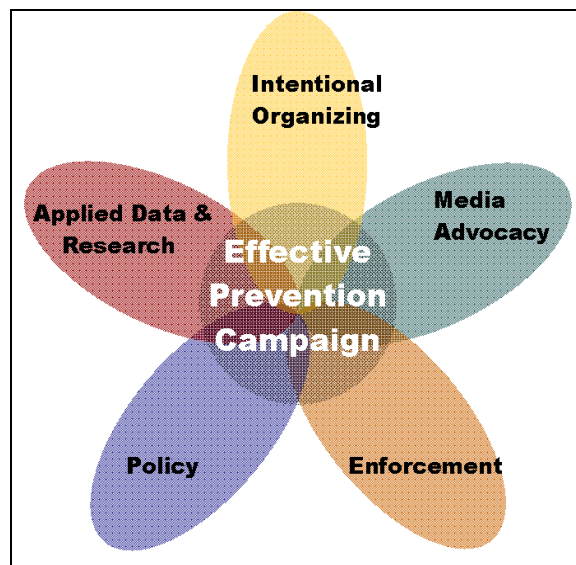 Intentional
Organizing
Applied Data &
Research
Media
Advocacy
Effective
Prevention
Campaign
Policy
Enforcement